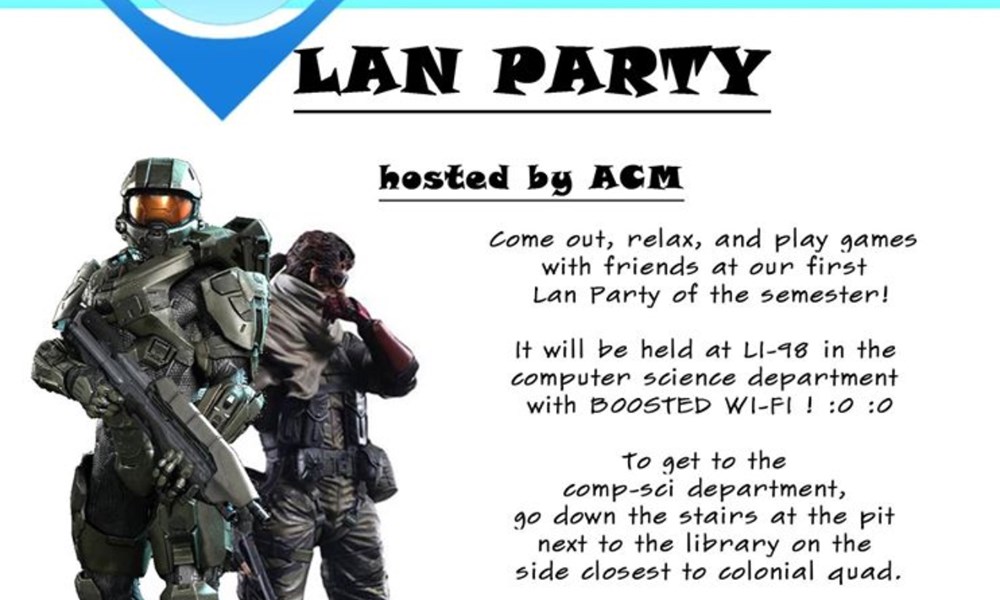 LAN PARTY
hosted by ACM
Come out, relax, and play games
with friends at our first
Lan Party of the semester!
It will be held at LI-98 in the
computer science department
with BOOSTED WI-FI ! :O :O
To get to the
comp-sci department,
go down the stairs at the pit
next to the library on the
side closest to colonial quad.